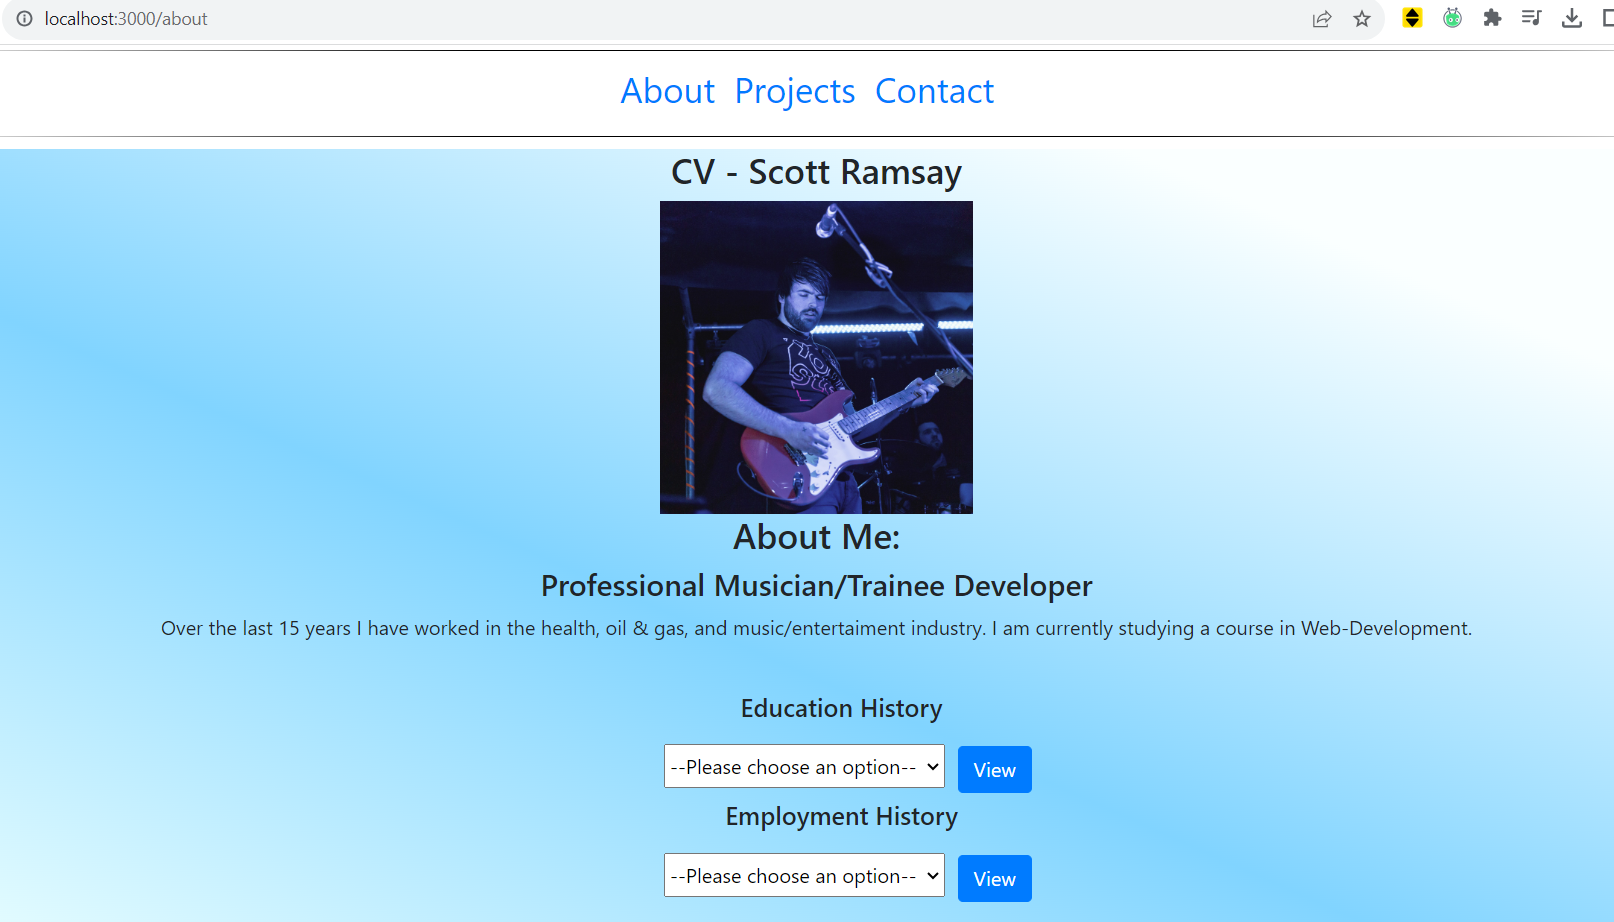 localhost:3000/about
About Projects Contact
CV - Scott Ramsay
About Me:
Professional Musician/Trainee Developer
Over the last 15 years I have worked in the health, oil & gas, and music/entertaiment industry. I am currently studying a course in Web-Development.
Education History
--Please choose an option-- View
Employment History
--Please choose an option-- View